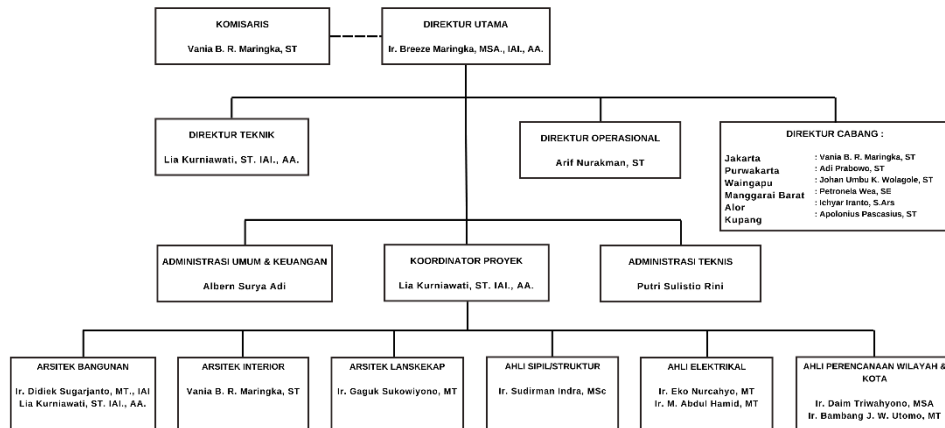 KOMISARIS
Vania B. R. Maringka, ST
DIREKTUR UTAMA
Ir. Breeze Maringka, MSA., IAI., AA.
DIREKTUR TEKNIK
Lia Kurniawati, ST. IAI., AA.
DIREKTUR OPERASIONAL
Arif Nurakman, ST
DIREKTUR CABANG :
Jakarta : Vania B. R. Maringka, ST
Purwakarta : Adi Prabowo, ST
Waingapu : Johan Umbu K. Wolagole, ST
Manggarai Barat : Petronela Wea, SE
Alor : Ichyar Iranto, S.Ars
Kupang : Apolonius Pascasius, ST
ADMINISTRASI UMUM & KEUANGAN
Albern Surya Adi
KOORDINATOR PROYEK
Lia Kurniawati, ST. IAI., AA.
ADMINISTRASI TEKNIS
Putri Sulistio Rini
ARSITEK BANGUNAN
Ir. Didiek Sugarjanto, MT., IAI
Lia Kurniawati, ST. IAI., AA.
ARSITEK INTERIOR
Vania B. R. Maringka, ST
ARSITEK LANSKEKAP
Ir. Gaguk Sukowiyono, MT
AHLI SIPIL/STRUKTUR
Ir. Sudirman Indra, MSc
AHLI ELEKTRIKAL
Ir. Eko Nurcahyo, MT
Ir. M. Abdul Hamid, MT
AHLI PERENCANAAN WILAYAH &
KOTA
Ir. Daim Triwahyono, MSA
Ir. Bambang J. W. Utomo, MT